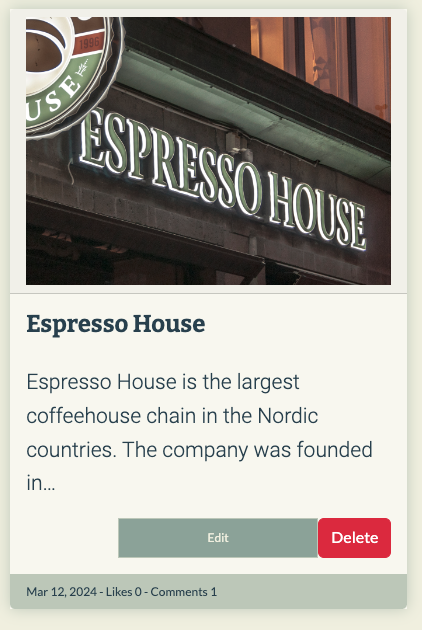 1996
USE
ESPRESSO HOUSE
Espresso House
Espresso House is the largest
coffeehouse chain in the Nordic
countries. The company was founded
in...
Edit
Delete
Mar 12, 2024 - Likes 0 - Comments 1